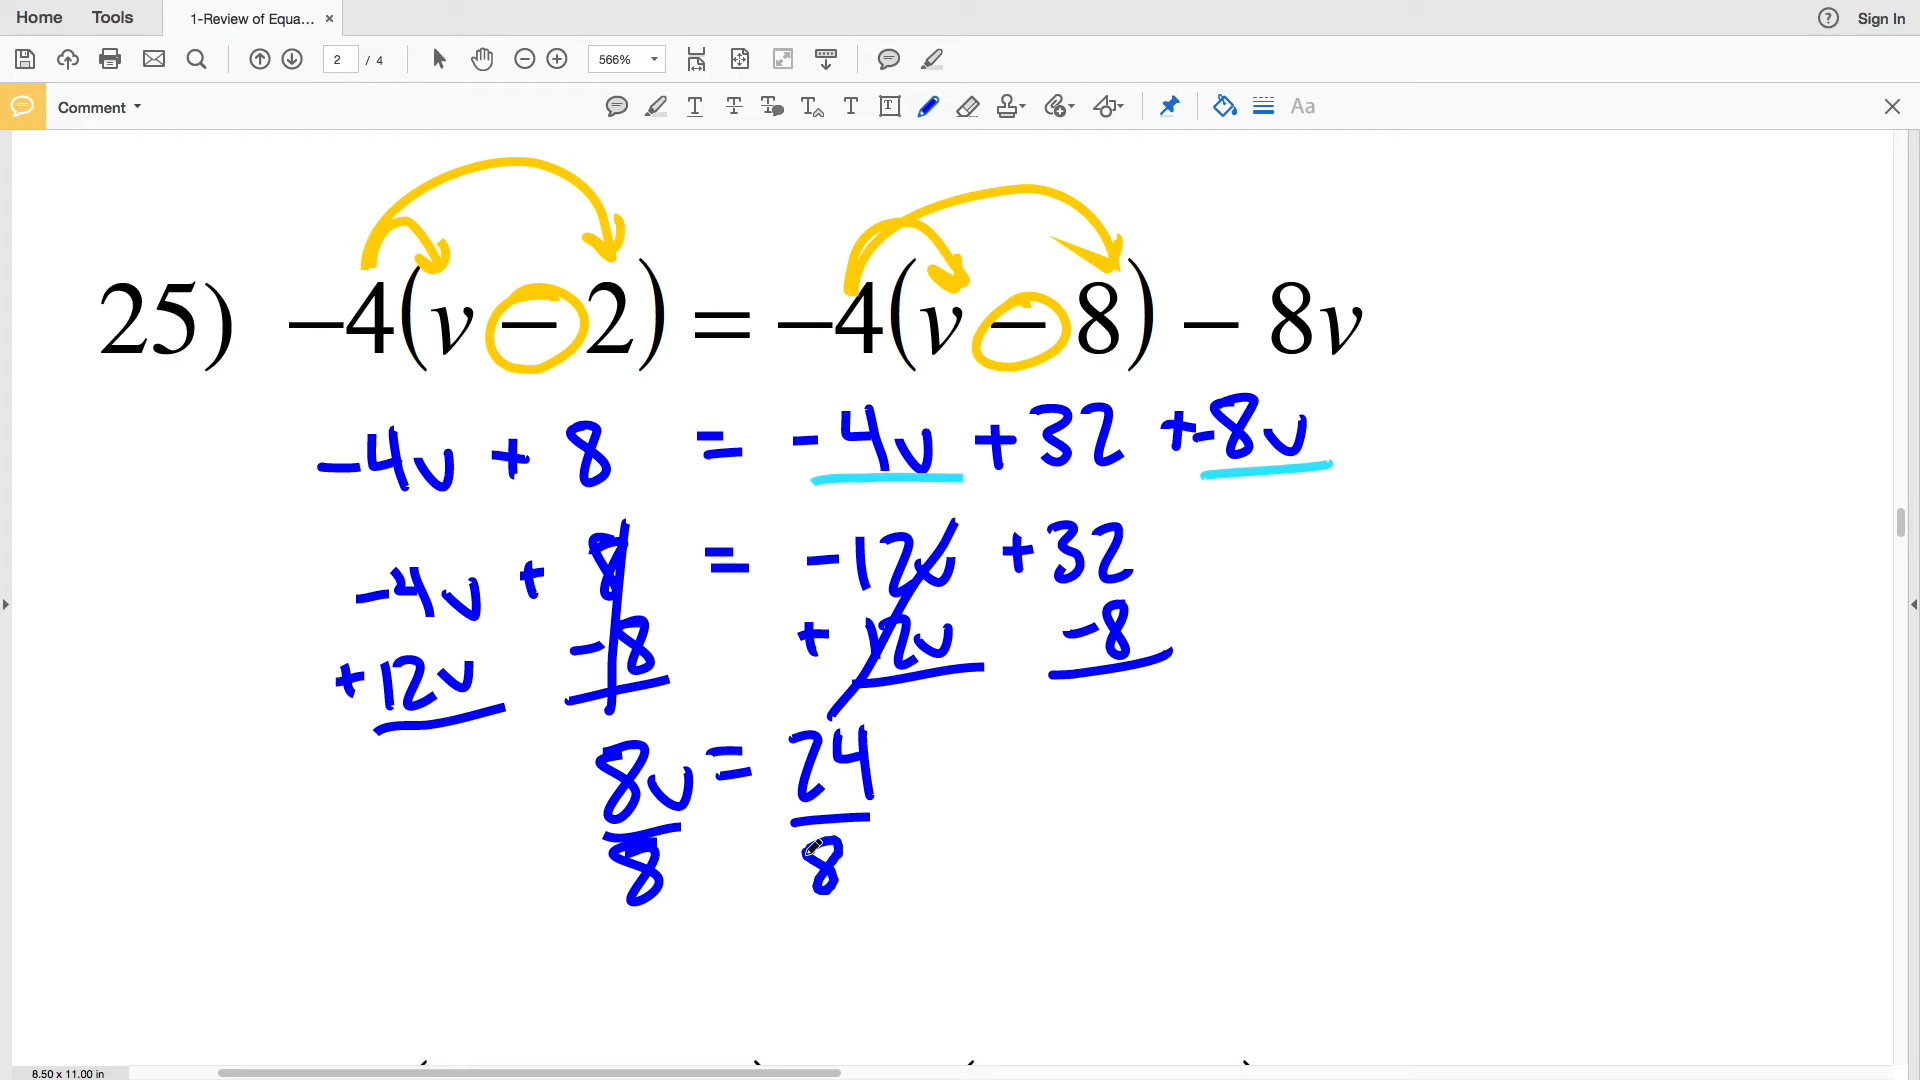 Home Tools 1-Review of Equa... × ? Sign In
2 / 4 566%
Comment T T T T T T Aa
25) −4(v − 2) = −4(v − 8) − 8v
-4v + 8 = -4v + 32 + -8v
-4v + 8 = -12v + 32
+ 12v - 8 + 12v - 8
8v = 24
8 8
8.50 x 11.00 in